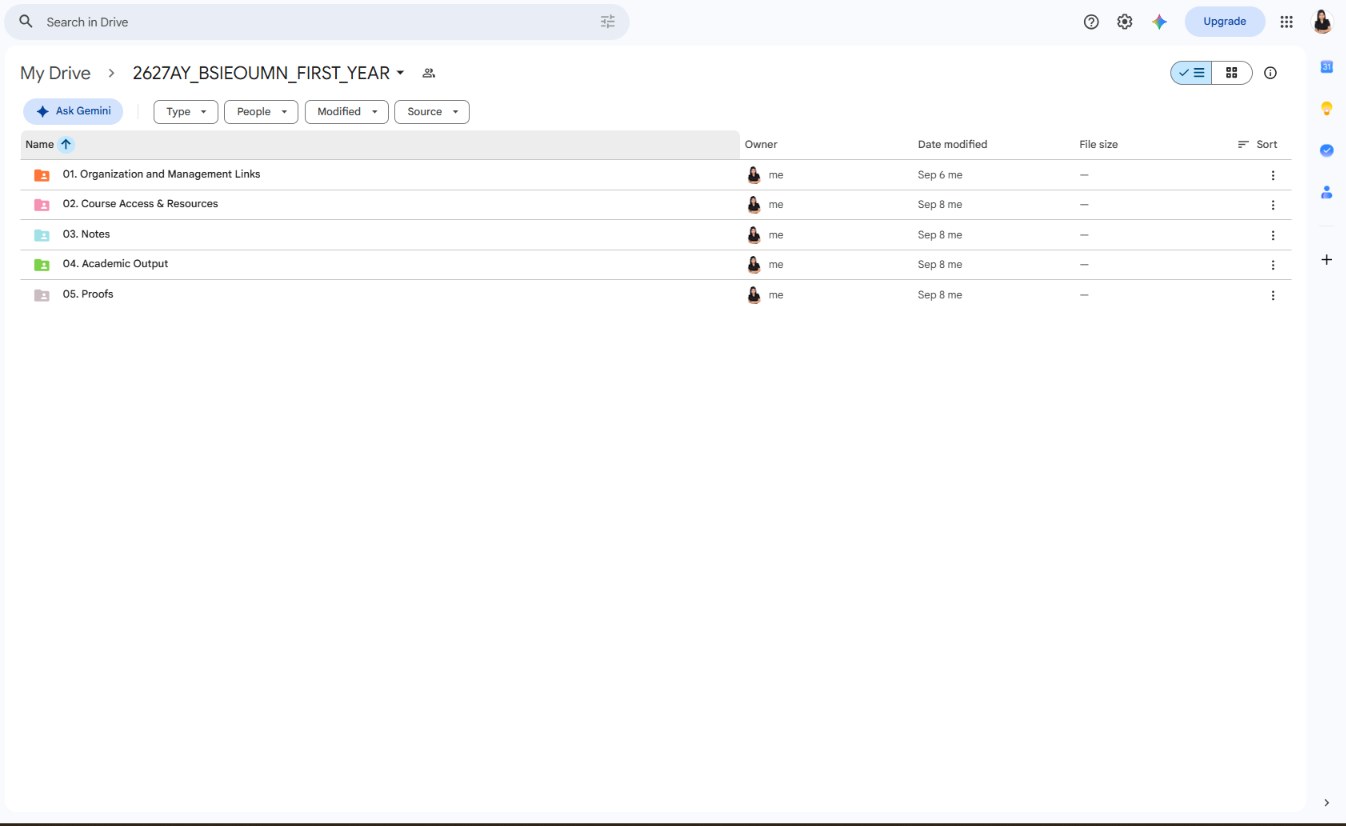 Search in Drive
Upgrade
My Drive > 2627AY_BSIEOUMN_FIRST_YEAR
31
Ask Gemini Type People Modified Source
Name Owner Date modified File size Sort
01. Organization and Management Links me Sep 6 me —
02. Course Access & Resources me Sep 8 me —
03. Notes me Sep 8 me —
04. Academic Output me Sep 8 me —
05. Proofs me Sep 8 me —